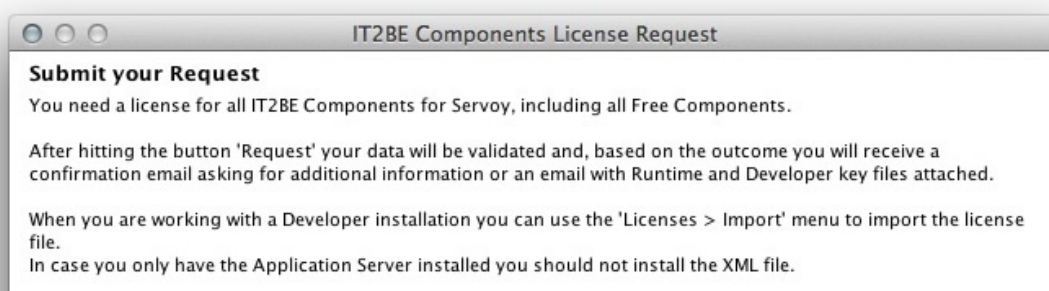 IT2BE Components License Request
Submit your Request
You need a license for all IT2BE Components for Servoy, including all Free Components.
After hitting the button 'Request' your data will be validated and, based on the outcome you will receive a
confirmation email asking for additional information or an email with Runtime and Developer key files attached.
When you are working with a Developer installation you can use the 'Licenses > Import' menu to import the license
file.
In case you only have the Application Server installed you should not install the XML file.